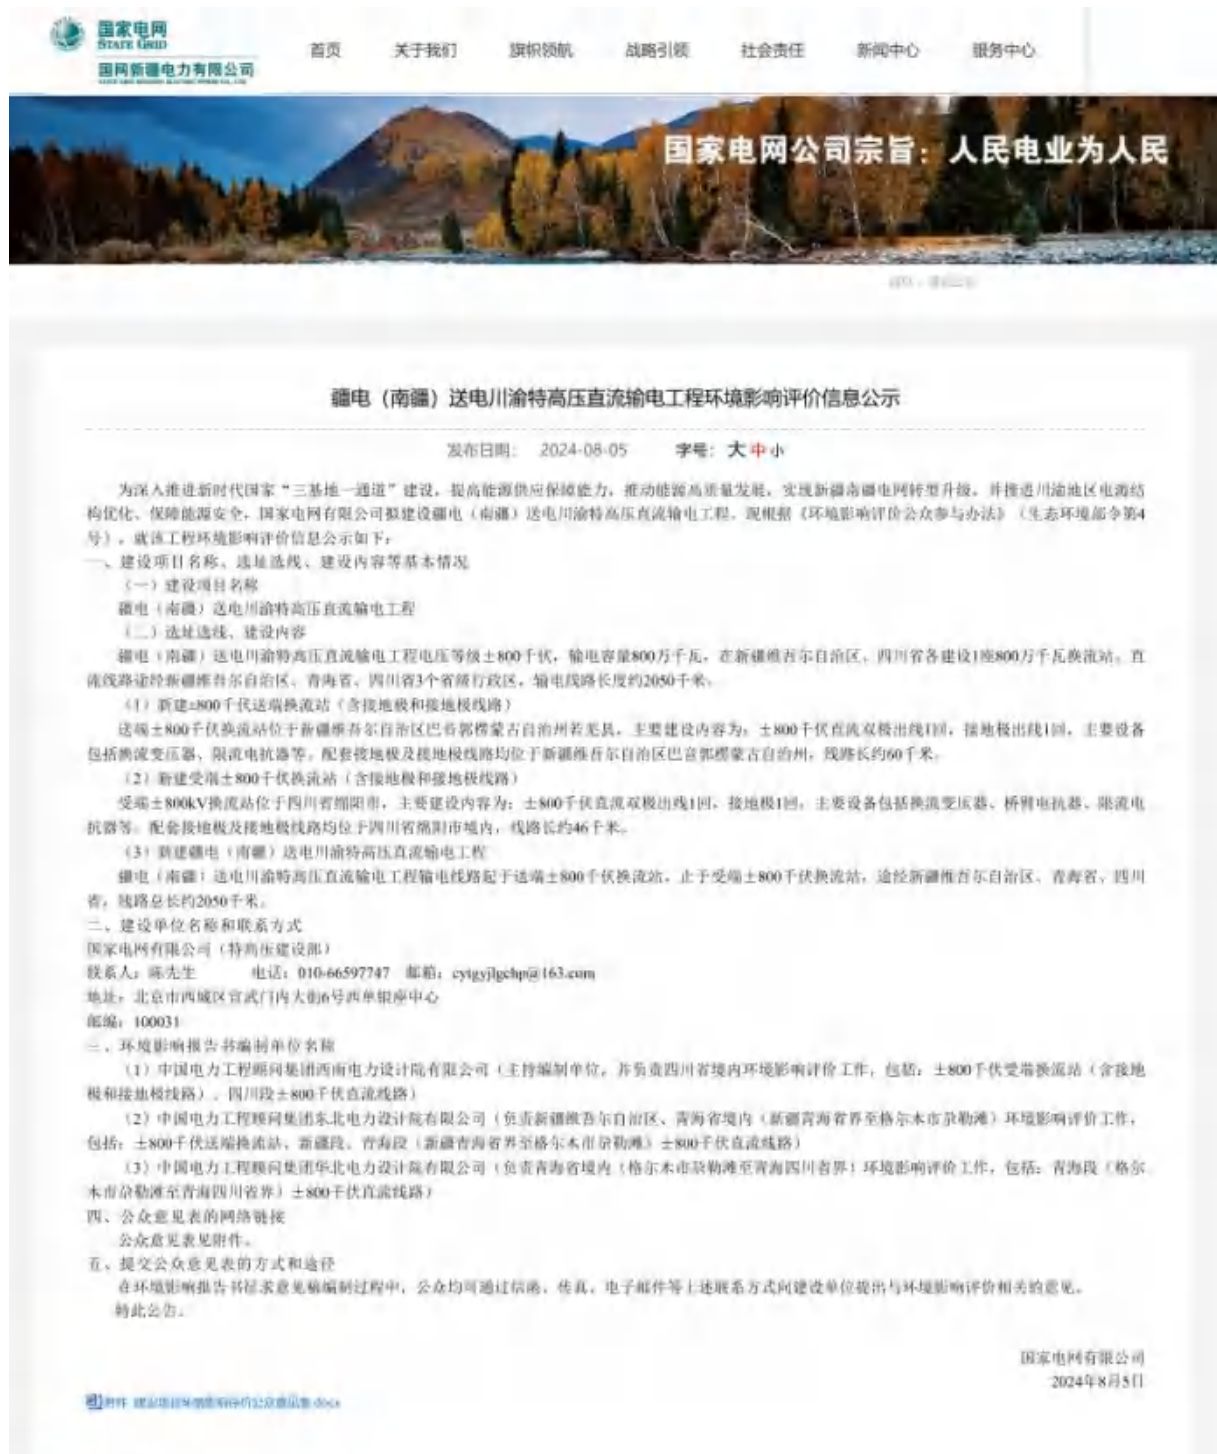 国家电网
STATE GRID
国网新疆电力有限公司
首页 关于我们 旗帜领航 战略引领 社会责任 新闻中心 服务中心
国家电网公司宗旨：人民电业为人民
疆电（南疆）送电川渝特高压直流输电工程环境影响评价信息公示
发布日期： 2024-08-05 字号：大 中 小
为深入推进新时代国家“三基地一通道”建设，提高能源供应保障能力，推动能源高质量发展，实现新疆南疆电网转型升级，并推进川渝地区电源结
构优化、保障能源安全，国家电网有限公司拟建设疆电（南疆）送电川渝特高压直流输电工程。现根据《环境影响评价公众参与办法》（生态环境部令第4
号），就该工程环境影响评价信息公示如下：
一、建设项目名称、选址选线、建设内容等基本情况
（一）建设项目名称
疆电（南疆）送电川渝特高压直流输电工程
（二）选址选线、建设内容
疆电（南疆）送电川渝特高压直流输电工程电压等级±800千伏，输电容量800万千瓦，在新疆维吾尔自治区、四川省各建设1座800万千瓦换流站。直
流线路途经新疆维吾尔自治区、青海省、四川省3个省级行政区，输电线路长度约2050千米。
（1）新建±800千伏送端换流站（含接地极和接地极线路）
送端±800千伏换流站位于新疆维吾尔自治区巴音郭楞蒙古自治州若羌县，主要建设内容为：±800千伏直流双极出线1回，接地极出线1回，主要设备
包括换流变压器、限流电抗器等。配套接地极及接地极线路均位于新疆维吾尔自治区巴音郭楞蒙古自治州，线路长约60千米。
（2）新建受端±800千伏换流站（含接地极和接地极线路）
受端±800kV换流站位于四川省绵阳市，主要建设内容为：±800千伏直流双极出线1回，接地极1回，主要设备包括换流变压器、桥臂电抗器、限流电
抗器等。配套接地极及接地极线路均位于四川省绵阳市境内，线路长约46千米。
（3）新建疆电（南疆）送电川渝特高压直流输电工程
疆电（南疆）送电川渝特高压直流输电工程输电线路起于送端±800千伏换流站，止于受端±800千伏换流站，途经新疆维吾尔自治区、青海省、四川
省，线路总长约2050千米。
二、建设单位名称和联系方式
国家电网有限公司（特高压建设部）
联系人：陈先生 电话：010-66597747 邮箱：cytgyjlgchp@163.com
地址：北京市西城区宣武门内大街6号西单银座中心
邮编：100031
三、环境影响报告书编制单位名称
（1）中国电力工程顾问集团西南电力设计院有限公司（主持编制单位，并负责四川省境内环境影响评价工作，包括：±800千伏受端换流站（含接地
极和接地极线路）、四川段±800千伏直流线路）
（2）中国电力工程顾问集团东北电力设计院有限公司（负责新疆维吾尔自治区、青海省境内（新疆青海省界至格尔木市尕勒滩）环境影响评价工作，
包括：±800千伏送端换流站、新疆段、青海段（新疆青海省界至格尔木市尕勒滩）±800千伏直流线路）
（3）中国电力工程顾问集团华北电力设计院有限公司（负责青海省境内（格尔木市尕勒滩至青海四川省界）环境影响评价工作，包括：青海段（格尔
木市尕勒滩至青海四川省界）±800千伏直流线路）
四、公众意见表的网络链接
公众意见表见附件。
五、提交公众意见表的方式和途径
在环境影响报告书征求意见稿编制过程中，公众均可通过信函、传真、电子邮件等上述联系方式向建设单位提出与环境影响评价相关的意见。
特此公告。
国家电网有限公司
2024年8月5日
附件 建设项目环境影响评价公众意见表.docx